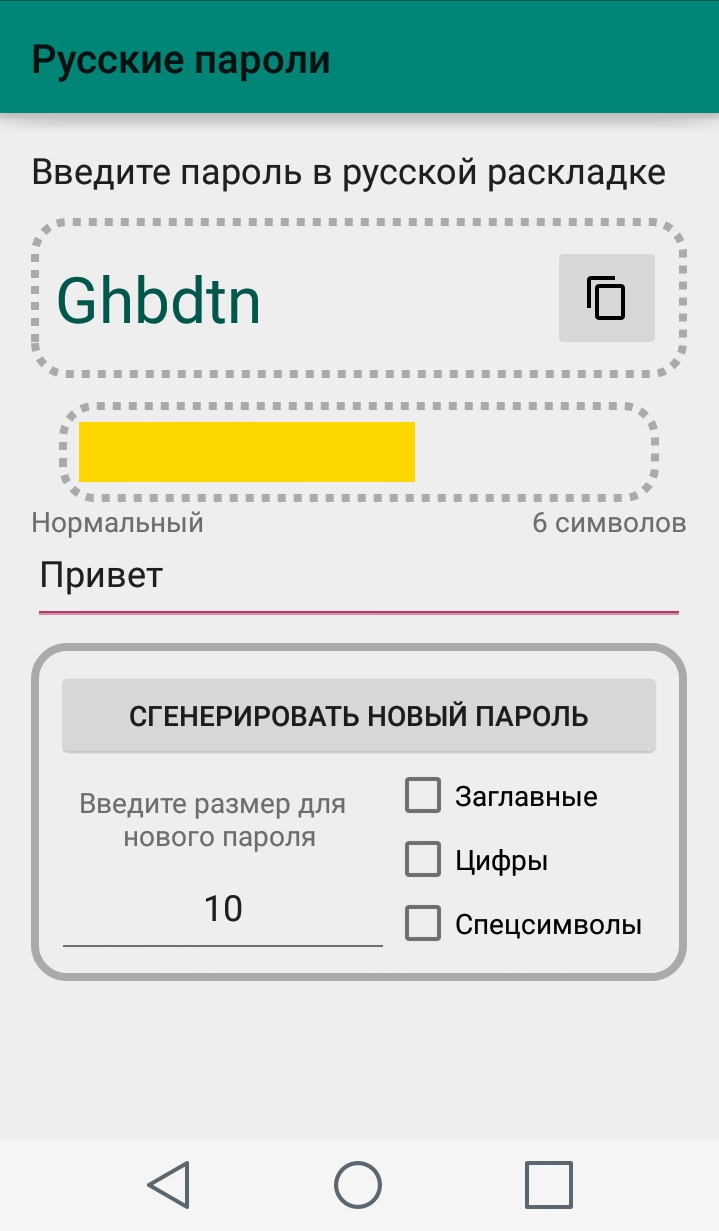 Русские пароли
Введите пароль в русской раскладке
Ghbdtn
Нормальный
6 символов
Привет
СГЕНЕРИРОВАТЬ НОВЫЙ ПАРОЛЬ
Введите размер для
нового пароля
10
Заглавные
Цифры
Спецсимволы